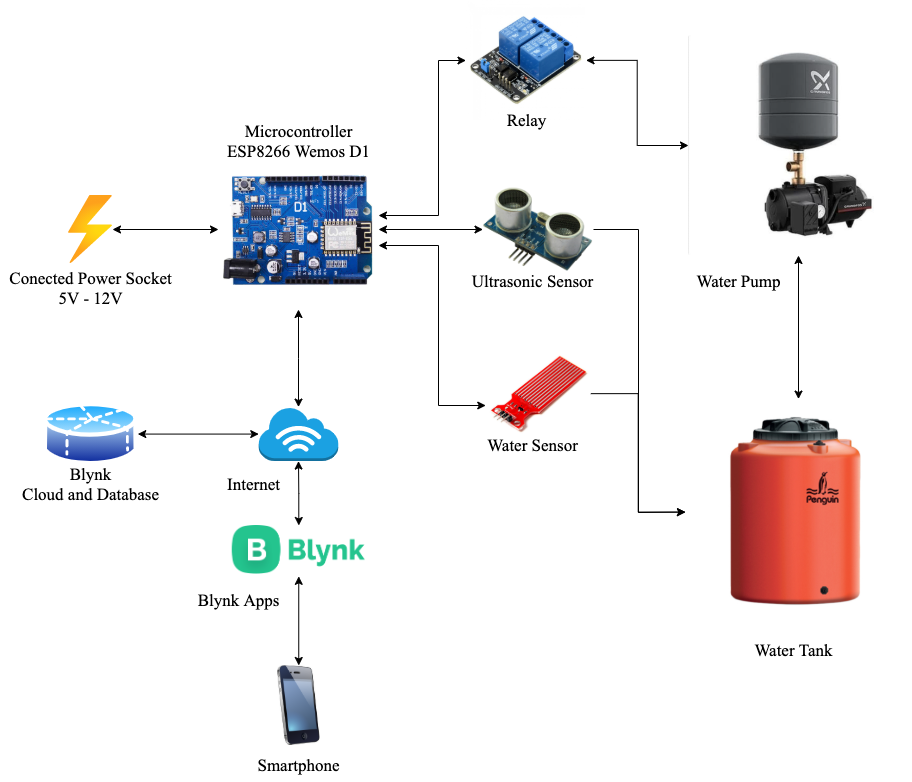 Relay
Microcontroller
ESP8266 Wemos D1
D1
Conected Power Socket
5V - 12V
Ultrasonic Sensor
Water Pump
Water Sensor
Blynk
Cloud and Database
Internet
Penguin
B Blynk
Blynk Apps
Water Tank
Smartphone